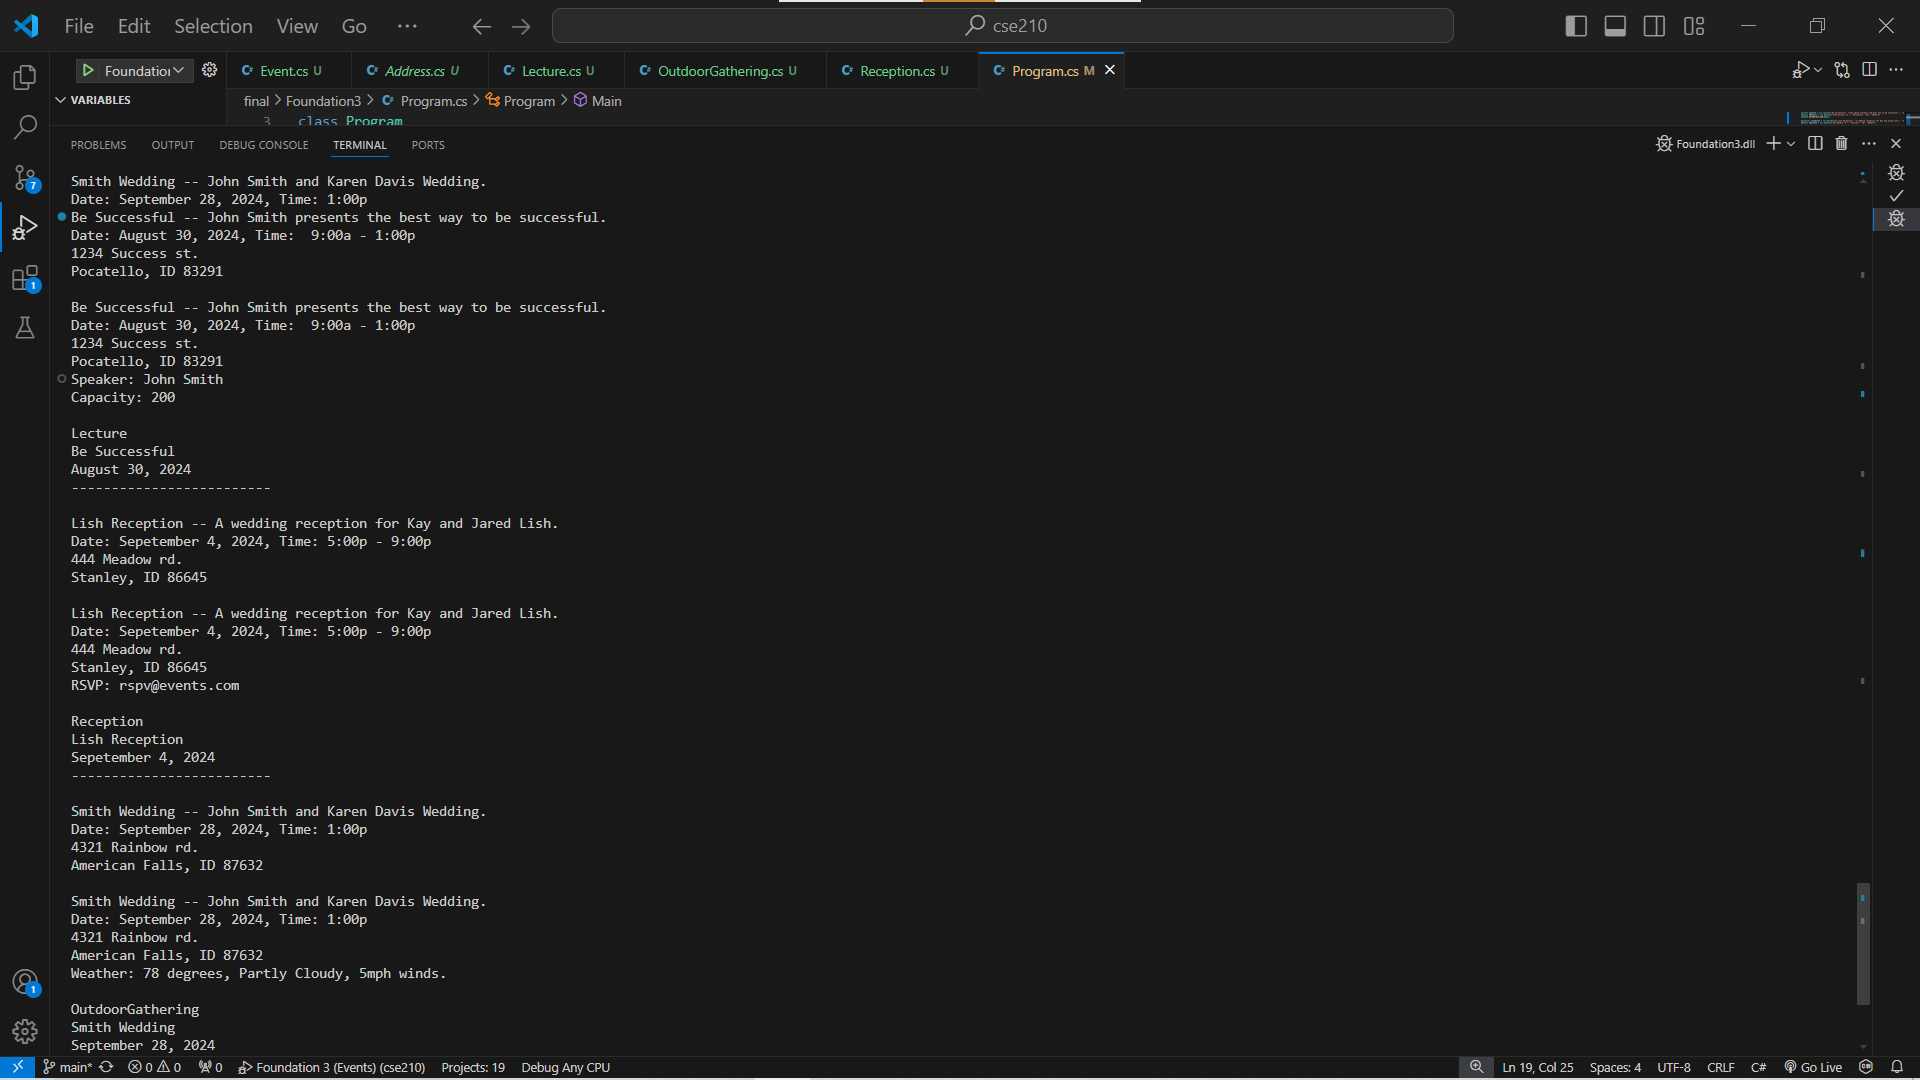 File Edit Selection View Go ··· cse210
Foundation Event.cs U Address.cs U Lecture.cs U OutdoorGathering.cs U Reception.cs U Program.cs M
VARIABLES
final > Foundation3 > Program.cs > Program > Main
3 class Program
PROBLEMS OUTPUT DEBUG CONSOLE TERMINAL PORTS Foundation3.dll
Smith Wedding -- John Smith and Karen Davis Wedding.
Date: September 28, 2024, Time: 1:00p
Be Successful -- John Smith presents the best way to be successful.
Date: August 30, 2024, Time:  9:00a - 1:00p
1234 Success st.
Pocatello, ID 83291
Be Successful -- John Smith presents the best way to be successful.
Date: August 30, 2024, Time:  9:00a - 1:00p
1234 Success st.
Pocatello, ID 83291
Speaker: John Smith
Capacity: 200
Lecture
Be Successful
August 30, 2024
-------------------------
Lish Reception -- A wedding reception for Kay and Jared Lish.
Date: Sepetember 4, 2024, Time: 5:00p - 9:00p
444 Meadow rd.
Stanley, ID 86645
Lish Reception -- A wedding reception for Kay and Jared Lish.
Date: Sepetember 4, 2024, Time: 5:00p - 9:00p
444 Meadow rd.
Stanley, ID 86645
RSVP: rspv@events.com
Reception
Lish Reception
Sepetember 4, 2024
-------------------------
Smith Wedding -- John Smith and Karen Davis Wedding.
Date: September 28, 2024, Time: 1:00p
4321 Rainbow rd.
American Falls, ID 87632
Smith Wedding -- John Smith and Karen Davis Wedding.
Date: September 28, 2024, Time: 1:00p
4321 Rainbow rd.
American Falls, ID 87632
Weather: 78 degrees, Partly Cloudy, 5mph winds.
OutdoorGathering
Smith Wedding
September 28, 2024
7
1
1
main* 0 0 0 Foundation 3 (Events) (cse210) Projects: 19 Debug Any CPU Ln 19, Col 25 Spaces: 4 UTF-8 CRLF C# Go Live